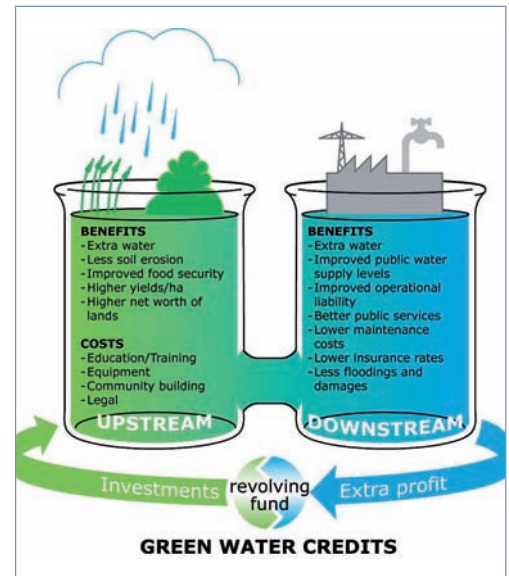 BENEFITS
-Extra water
-Less soil erosion
-Improved food security
-Higher yields/ha
-Higher net worth of
lands
COSTS
-Education/Training
-Equipment
-Community building
-Legal
UPSTREAM
BENEFITS
-Extra water
-Improved public water
supply levels
-Improved operational
liability
-Better public services
-Lower maintenance
costs
-Lower insurance rates
-Less floodings and
damages
DOWNSTREAM
Investments
revolving
fund
Extra profit
GREEN WATER CREDITS